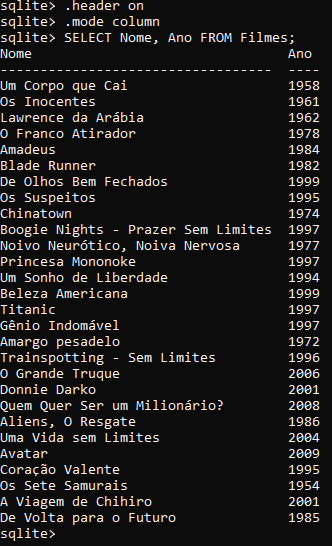 sqlite> .header on
sqlite> .mode column
sqlite> SELECT Nome, Ano FROM Filmes;
Nome                              Ano
--------------------------------  ----
Um Corpo que Cai                  1958
Os Inocentes                      1961
Lawrence da Arábia                1962
O Franco Atirador                 1978
Amadeus                           1984
Blade Runner                      1982
De Olhos Bem Fechados             1999
Os Suspeitos                      1995
Chinatown                         1974
Boogie Nights - Prazer Sem Limites  1997
Noivo Neurótico, Noiva Nervosa    1977
Princesa Mononoke                 1997
Um Sonho de Liberdade             1994
Beleza Americana                  1999
Titanic                           1997
Gênio Indomável                   1997
Amargo pesadelo                   1972
Trainspotting - Sem Limites       1996
O Grande Truque                   2006
Donnie Darko                      2001
Quem Quer Ser um Milionário?      2008
Aliens, O Resgate                 1986
Uma Vida sem Limites              2004
Avatar                            2009
Coração Valente                   1995
Os Sete Samurais                  1954
A Viagem de Chihiro               2001
De Volta para o Futuro            1985
sqlite>